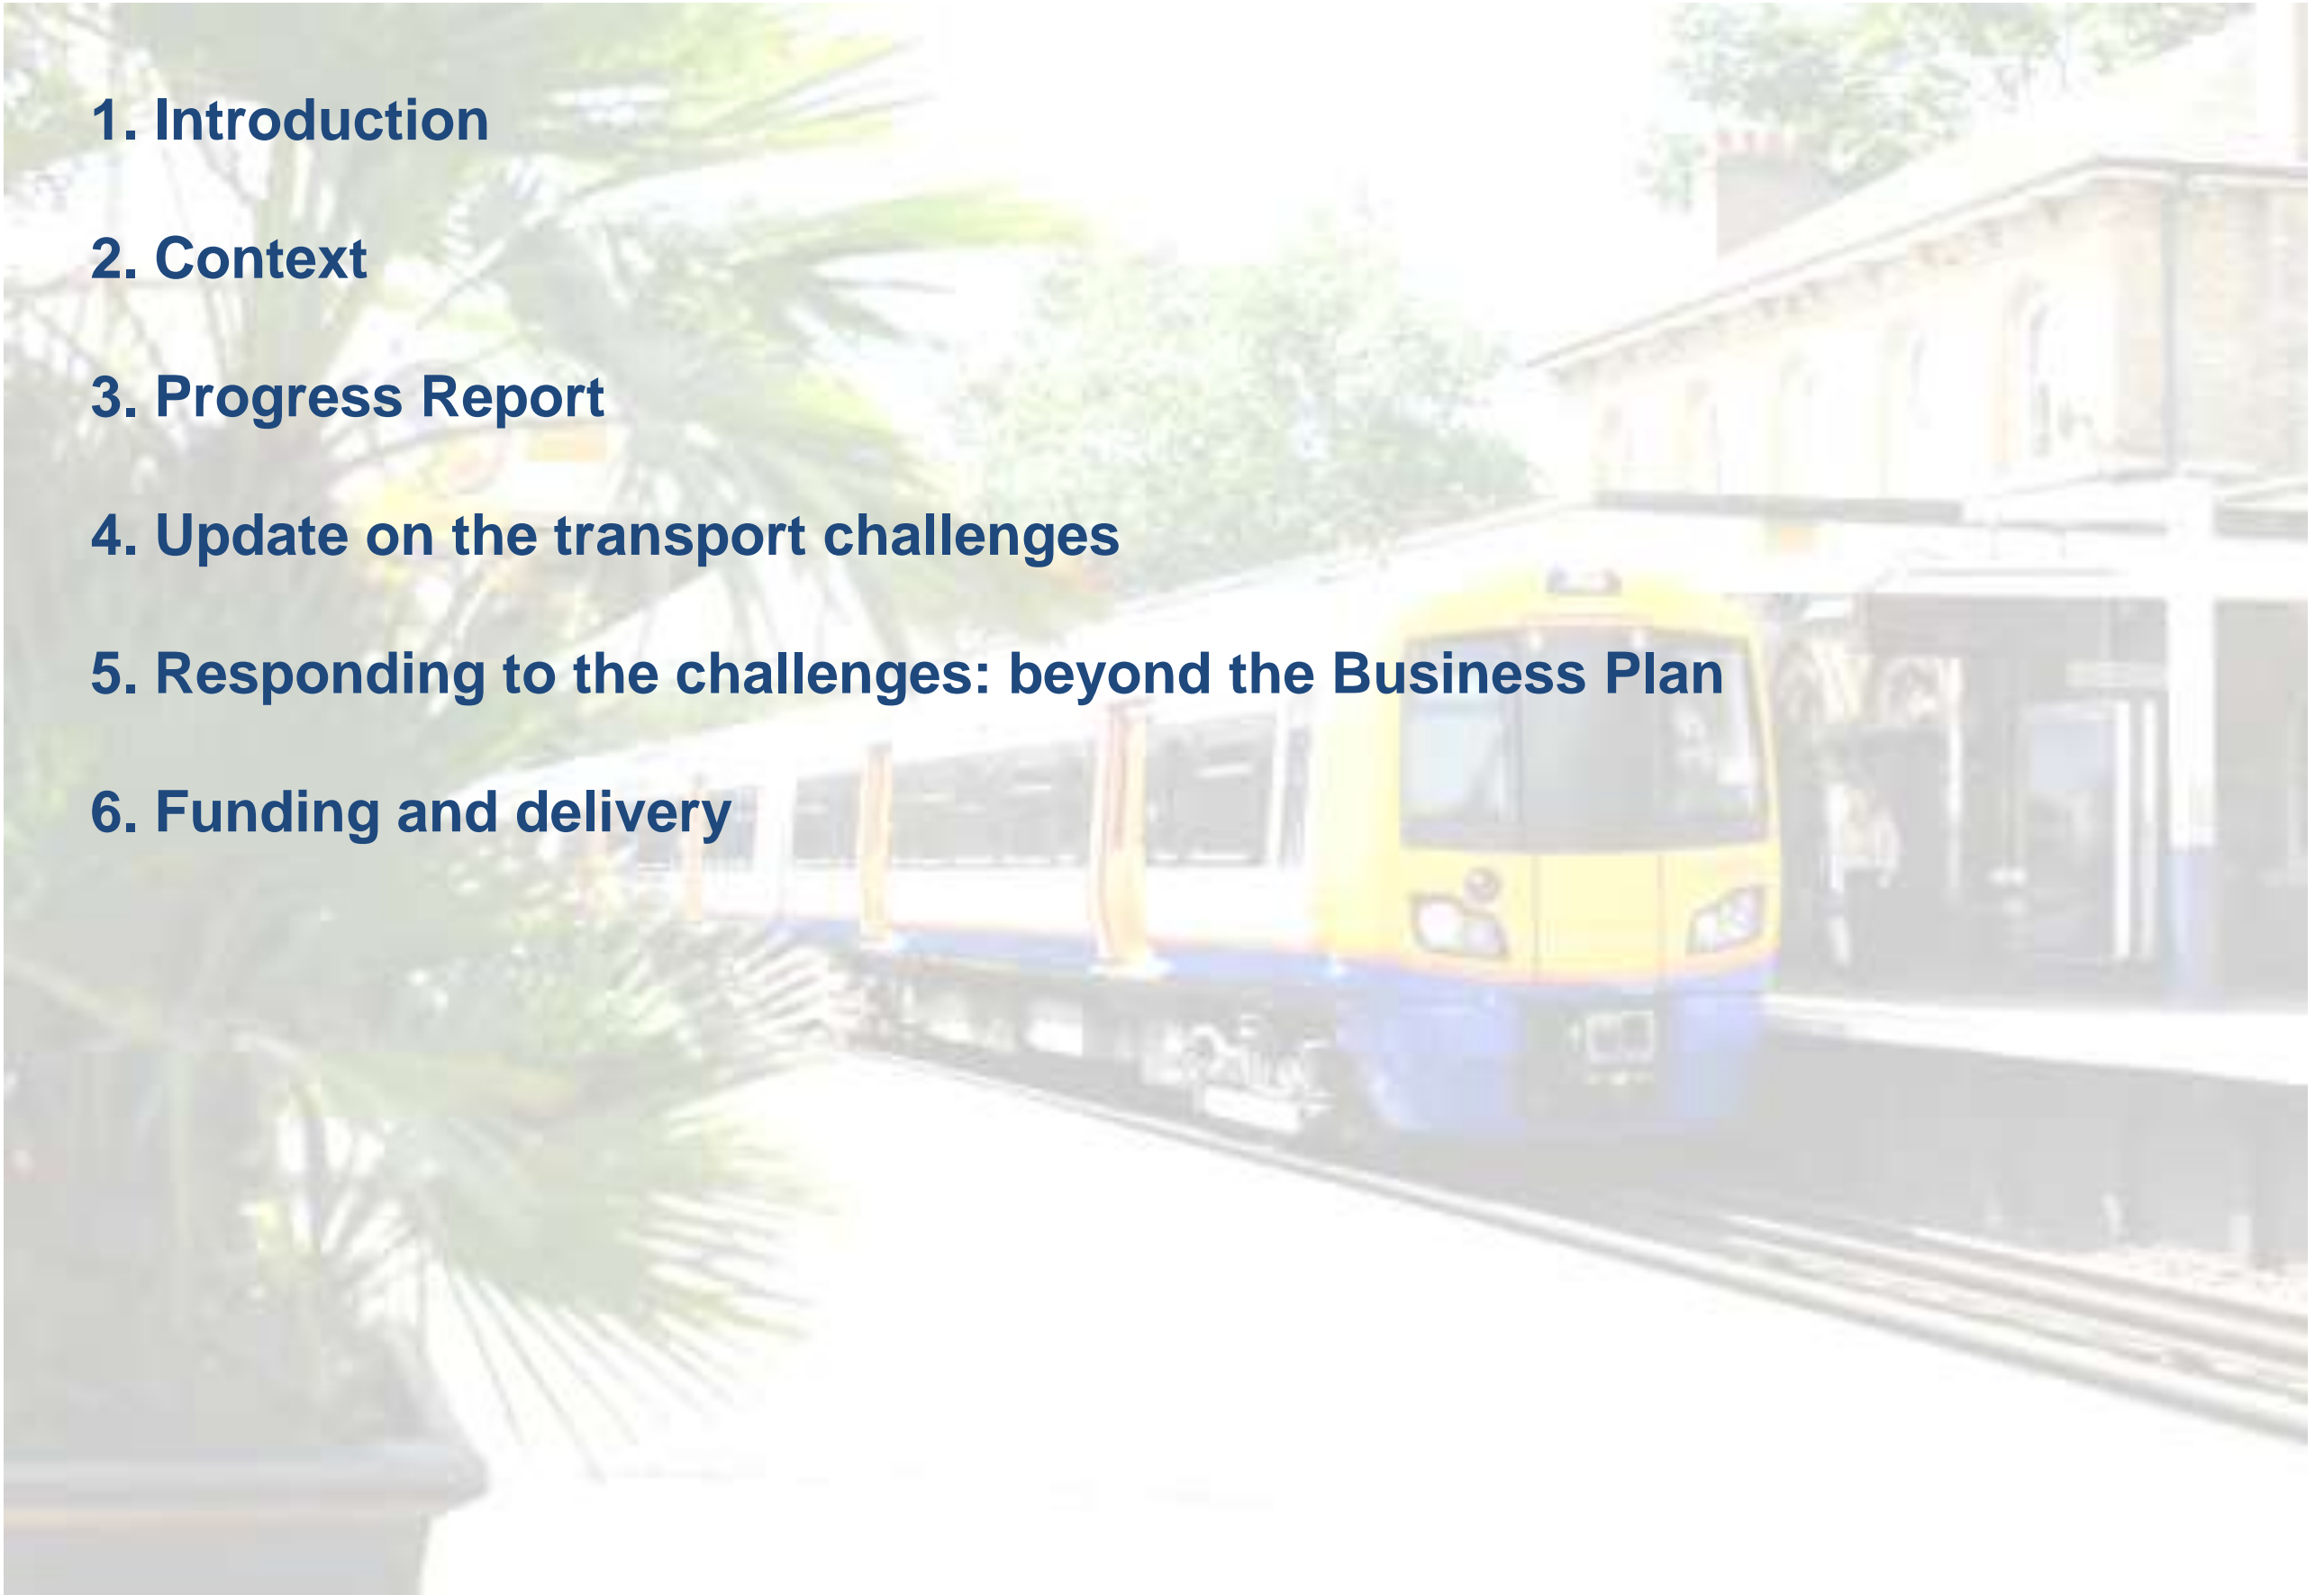 1. Introduction
2. Context
3. Progress Report
4. Update on the transport challenges
5. Responding to the challenges: beyond the Business Plan
6. Funding and delivery